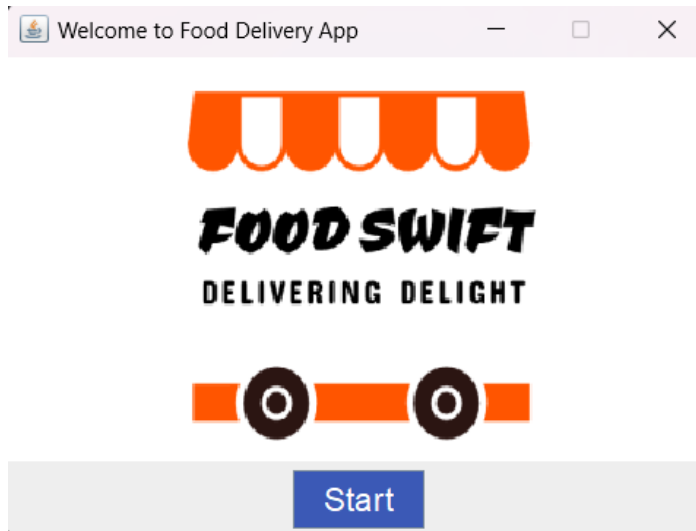 Welcome to Food Delivery App
FOOD SWIFT
DELIVERING DELIGHT
Start